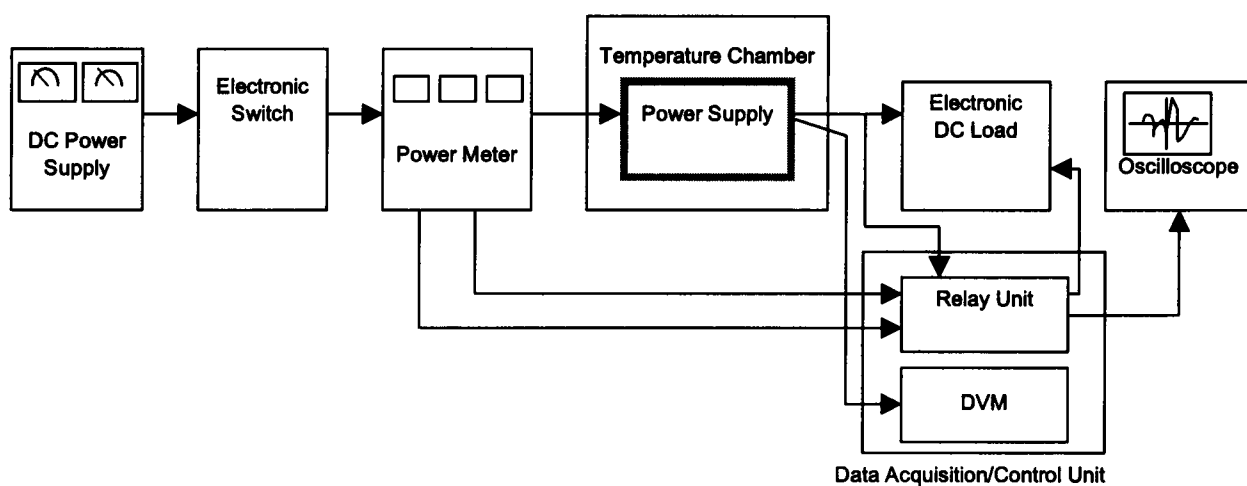 DC Power
Supply
Electronic
Switch
Power Meter
Temperature Chamber
Power Supply
Electronic
DC Load
Oscilloscope
Relay Unit
DVM
Data Acquisition/Control Unit